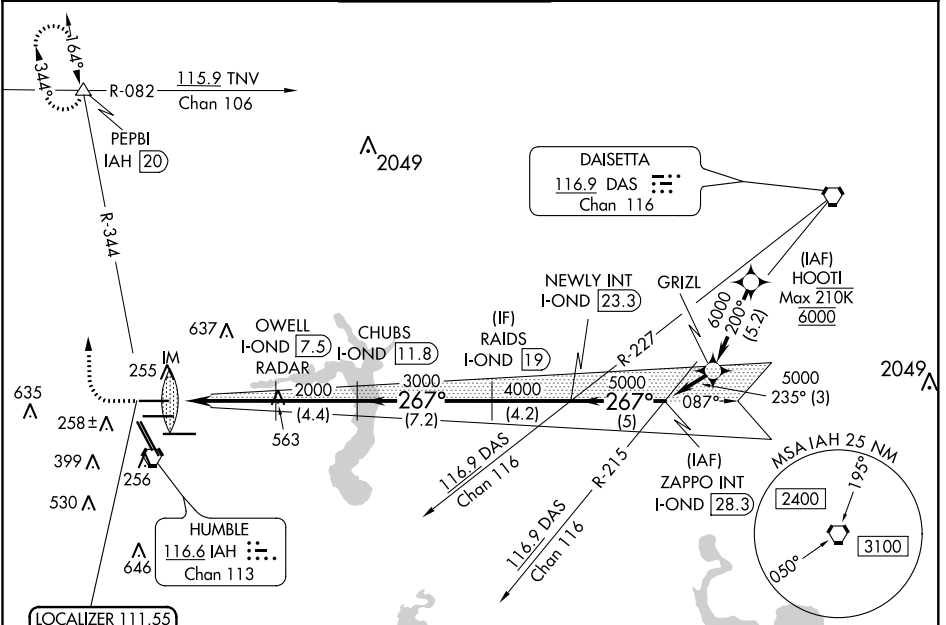 164°
344°
R-082
115.9 TNV
Chan 106
PEPBI
IAH 20
2049
DAISETTA
116.9 DAS
Chan 116
R-344
NEWLY INT
I-OND 23.3
GRIZL
(IAF)
HOOTI
Max 210K
6000
6000
200°
(5.2)
637
OWELL
I-OND 7.5
RADAR
CHUBS
I-OND 11.8
(IF)
RAIDS
I-OND 19
R-227
255
IM
2000
3000
4000
5000
5000
235° (3)
2049
635
267°
267°
087°
(4.4)
(7.2)
(4.2)
(5)
258±
563
399
256
116.9 DAS
Chan 116
R-215
(IAF)
ZAPPO INT
I-OND 28.3
MSA IAH 25 NM
195°
2400
530
HUMBLE
116.6 IAH
Chan 113
646
116.9 DAS
Chan 116
050°
3100
LOCALIZER 111.55